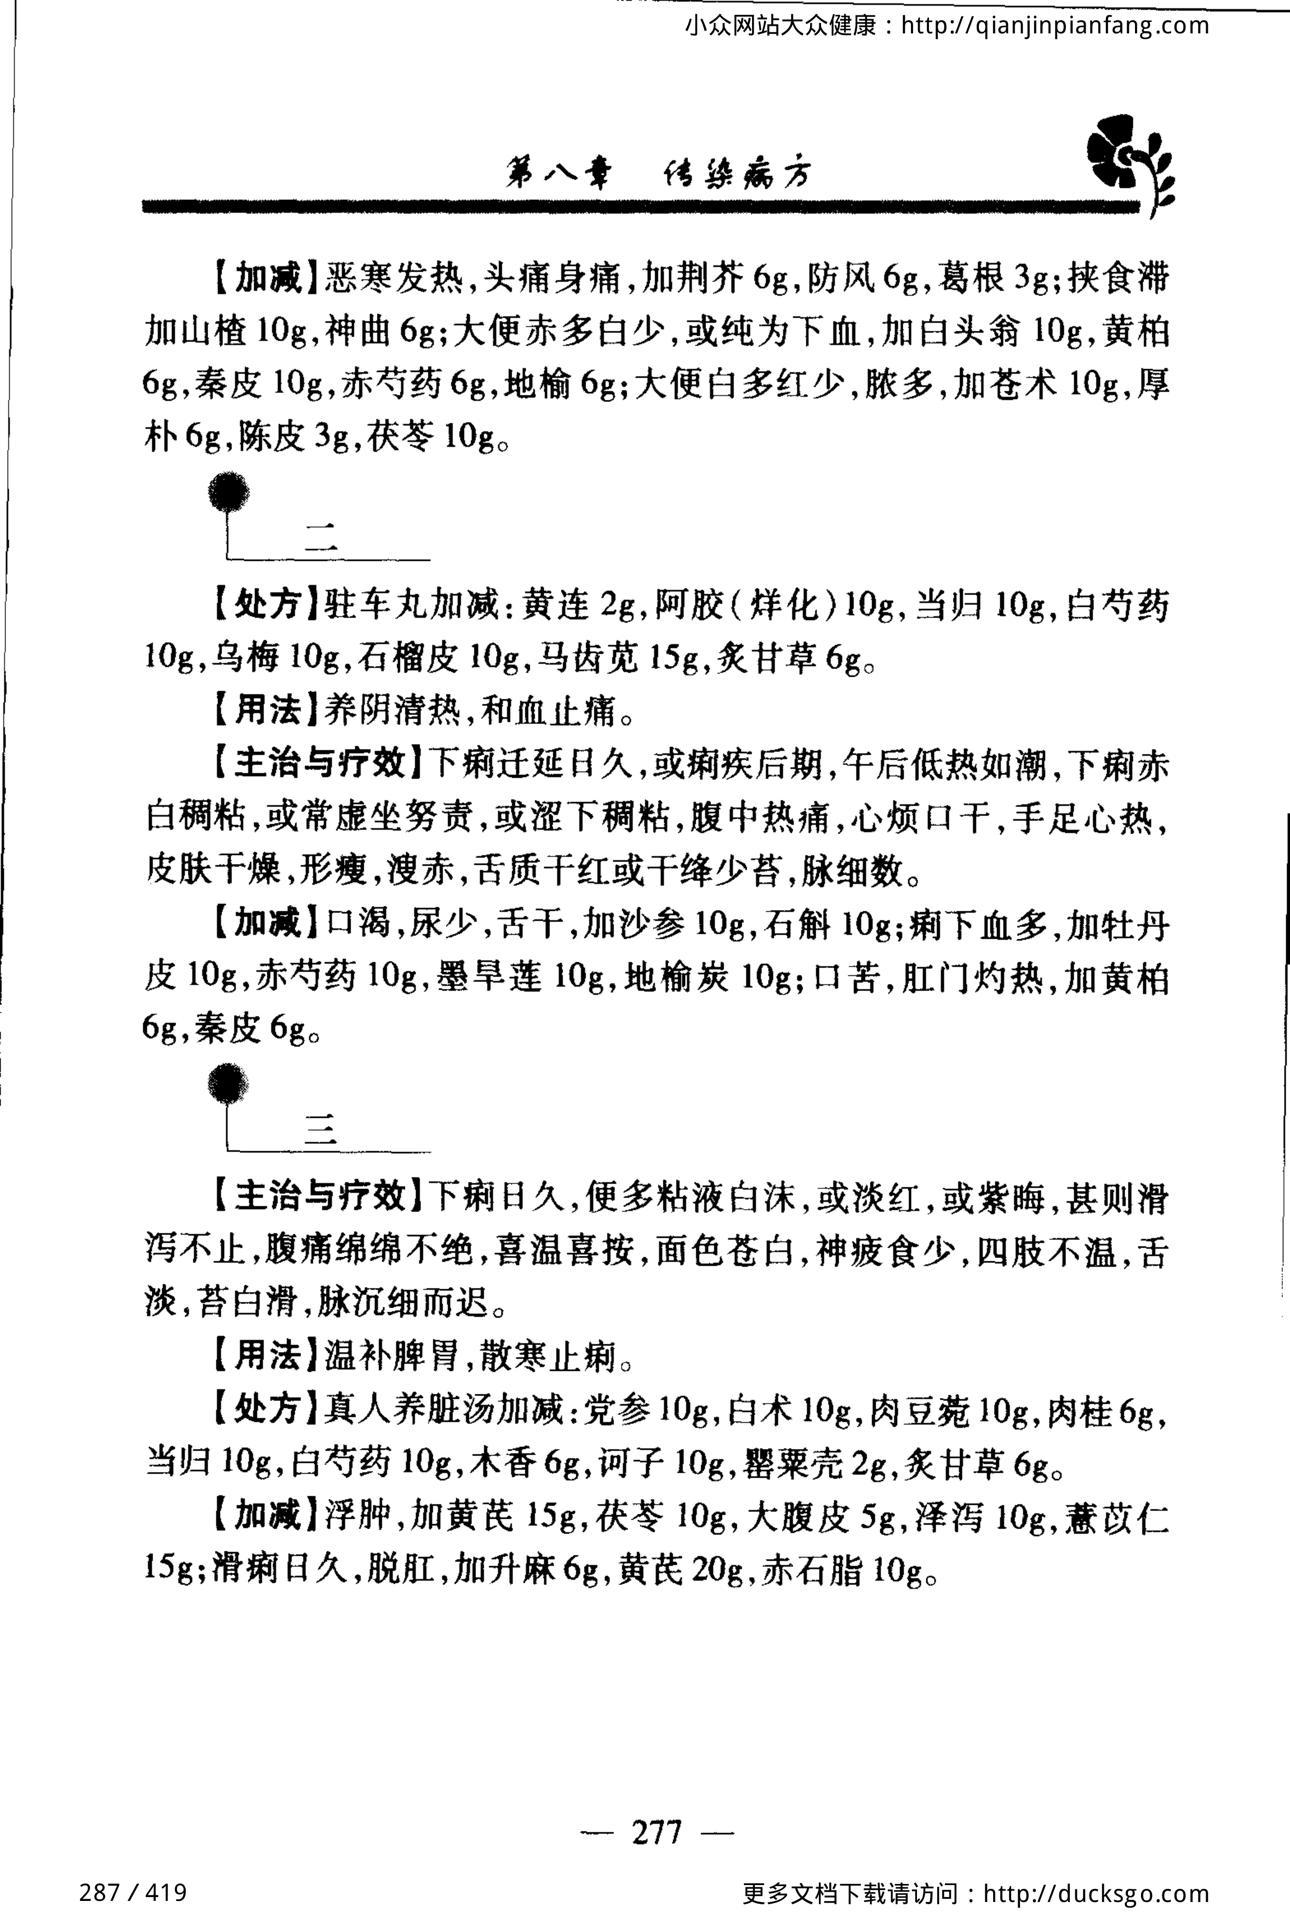 小众网站大众健康：http://qianjinpianfang.com
第八章 传染病方
【加减】恶寒发热,头痛身痛,加荆芥6g,防风6g,葛根3g;挟食滞
加山楂10g,神曲6g;大便赤多白少,或纯为下血,加白头翁10g,黄柏
6g,秦皮10g,赤芍药6g,地榆6g;大便白多红少,脓多,加苍术10g,厚
朴6g,陈皮3g,茯苓10g。
二
【处方】驻车丸加减:黄连2g,阿胶(烊化)10g,当归10g,白芍药
10g,乌梅10g,石榴皮10g,马齿苋15g,炙甘草6g。
【用法】养阴清热,和血止痛。
【主治与疗效】下痢迁延日久,或痢疾后期,午后低热如潮,下痢赤
白稠粘,或常虚坐努责,或涩下稠粘,腹中热痛,心烦口干,手足心热,
皮肤干燥,形瘦,溲赤,舌质干红或干绛少苔,脉细数。
【加减】口渴,尿少,舌干,加沙参10g,石斛10g;痢下血多,加牡丹
皮10g,赤芍药10g,墨旱莲10g,地榆炭10g;口苦,肛门灼热,加黄柏
6g,秦皮6g。
三
【主治与疗效】下痢日久,便多粘液白沫,或淡红,或紫晦,甚则滑
泻不止,腹痛绵绵不绝,喜温喜按,面色苍白,神疲食少,四肢不温,舌
淡,苔白滑,脉沉细而迟。
【用法】温补脾胃,散寒止痢。
【处方】真人养脏汤加减:党参10g,白术10g,肉豆蔻10g,肉桂6g,
当归10g,白芍药10g,木香6g,诃子10g,罂粟壳2g,炙甘草6g。
【加减】浮肿,加黄芪15g,茯苓10g,大腹皮5g,泽泻10g,薏苡仁
15g;滑痢日久,脱肛,加升麻6g,黄芪20g,赤石脂10g。
— 277 —
287 / 419
更多文档下载请访问：http://ducksgo.com